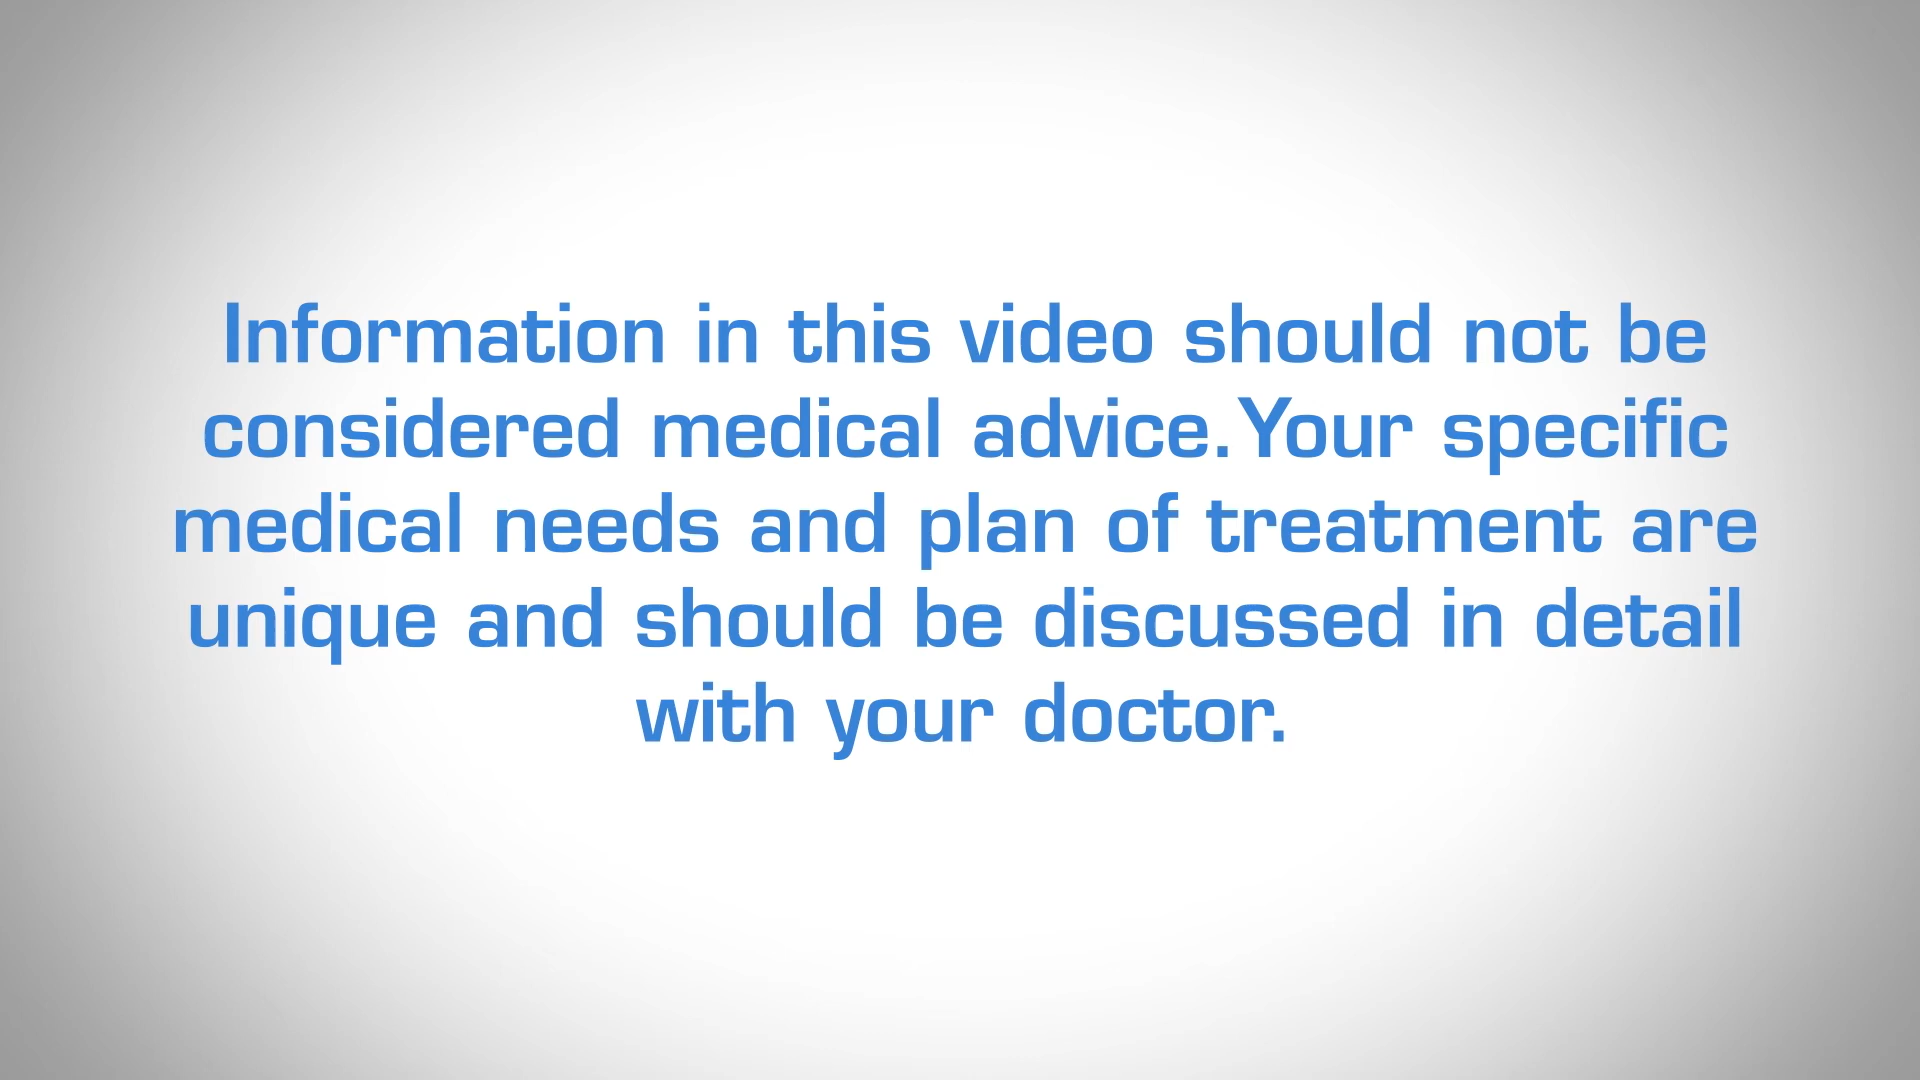 Information in this video should not be
considered medical advice. Your specific
medical needs and plan of treatment are
unique and should be discussed in detail
with your doctor.